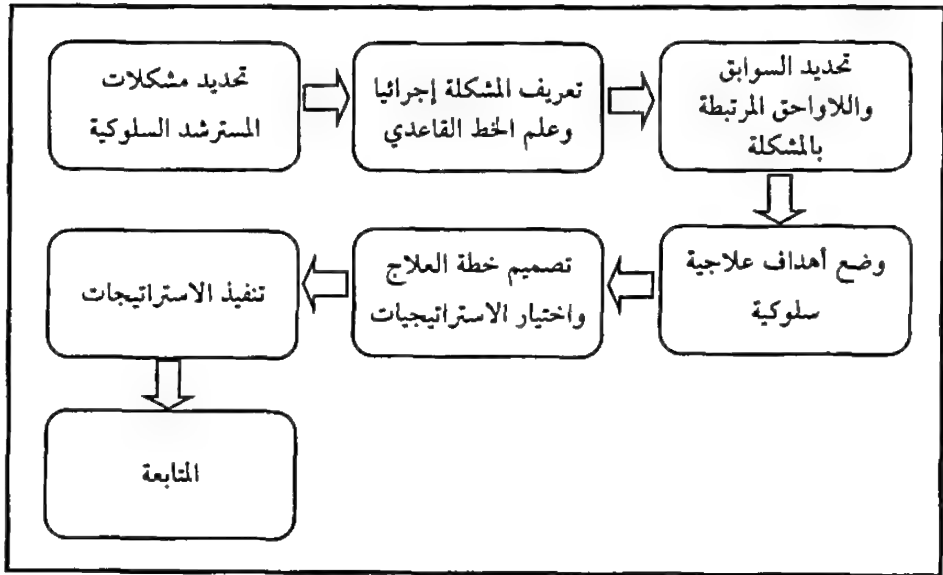 تحديد مشكلات
المسترشد السلوكية
تعريف المشكلة إجرائيا
وعلم الخط القاعدي
تحديد السوابق
واللاواحق المرتبطة
بالمشكلة
وضع أهداف علاجية
سلوكية
تصميم خطة العلاج
واختيار الاستراتيجيات
تنفيذ الاستراتيجات
المتابعة